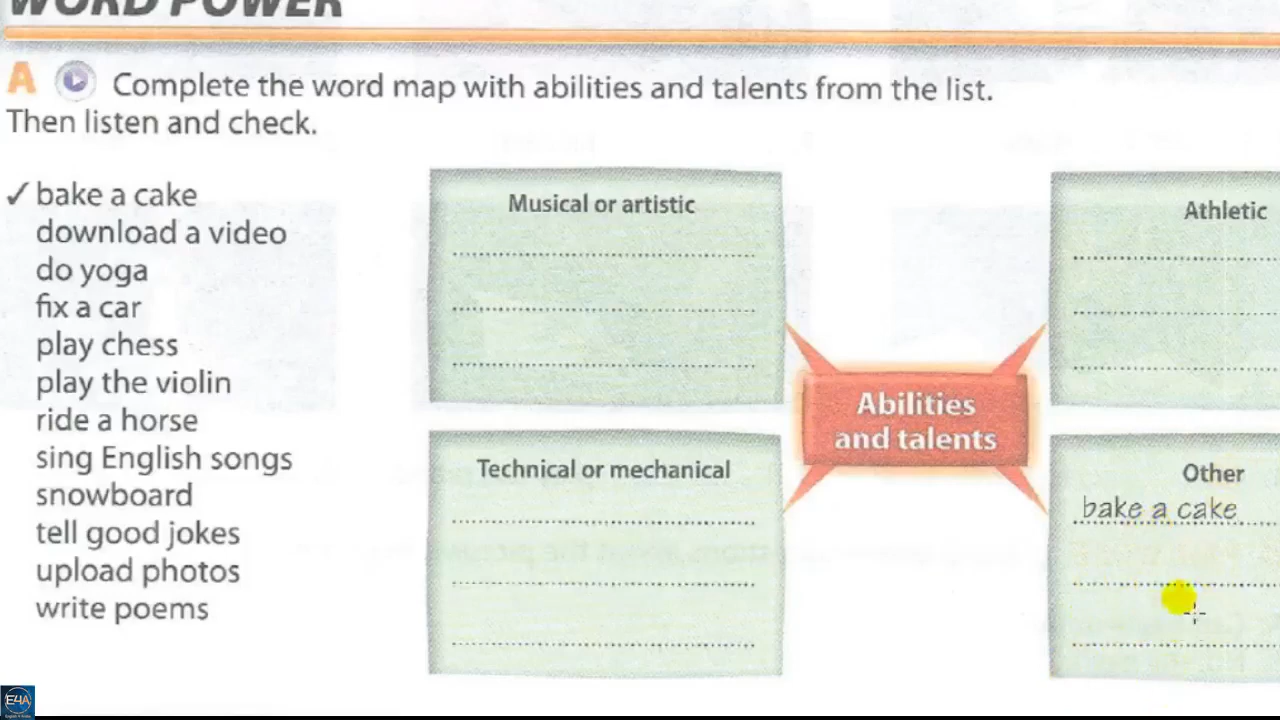 WORD POWER
A Complete the word map with abilities and talents from the list.
Then listen and check.
✓ bake a cake
download a video
do yoga
fix a car
play chess
play the violin
ride a horse
sing English songs
snowboard
tell good jokes
upload photos
write poems
Musical or artistic
Technical or mechanical
Abilities
and talents
Athletic
Other
bake a cake
E4A